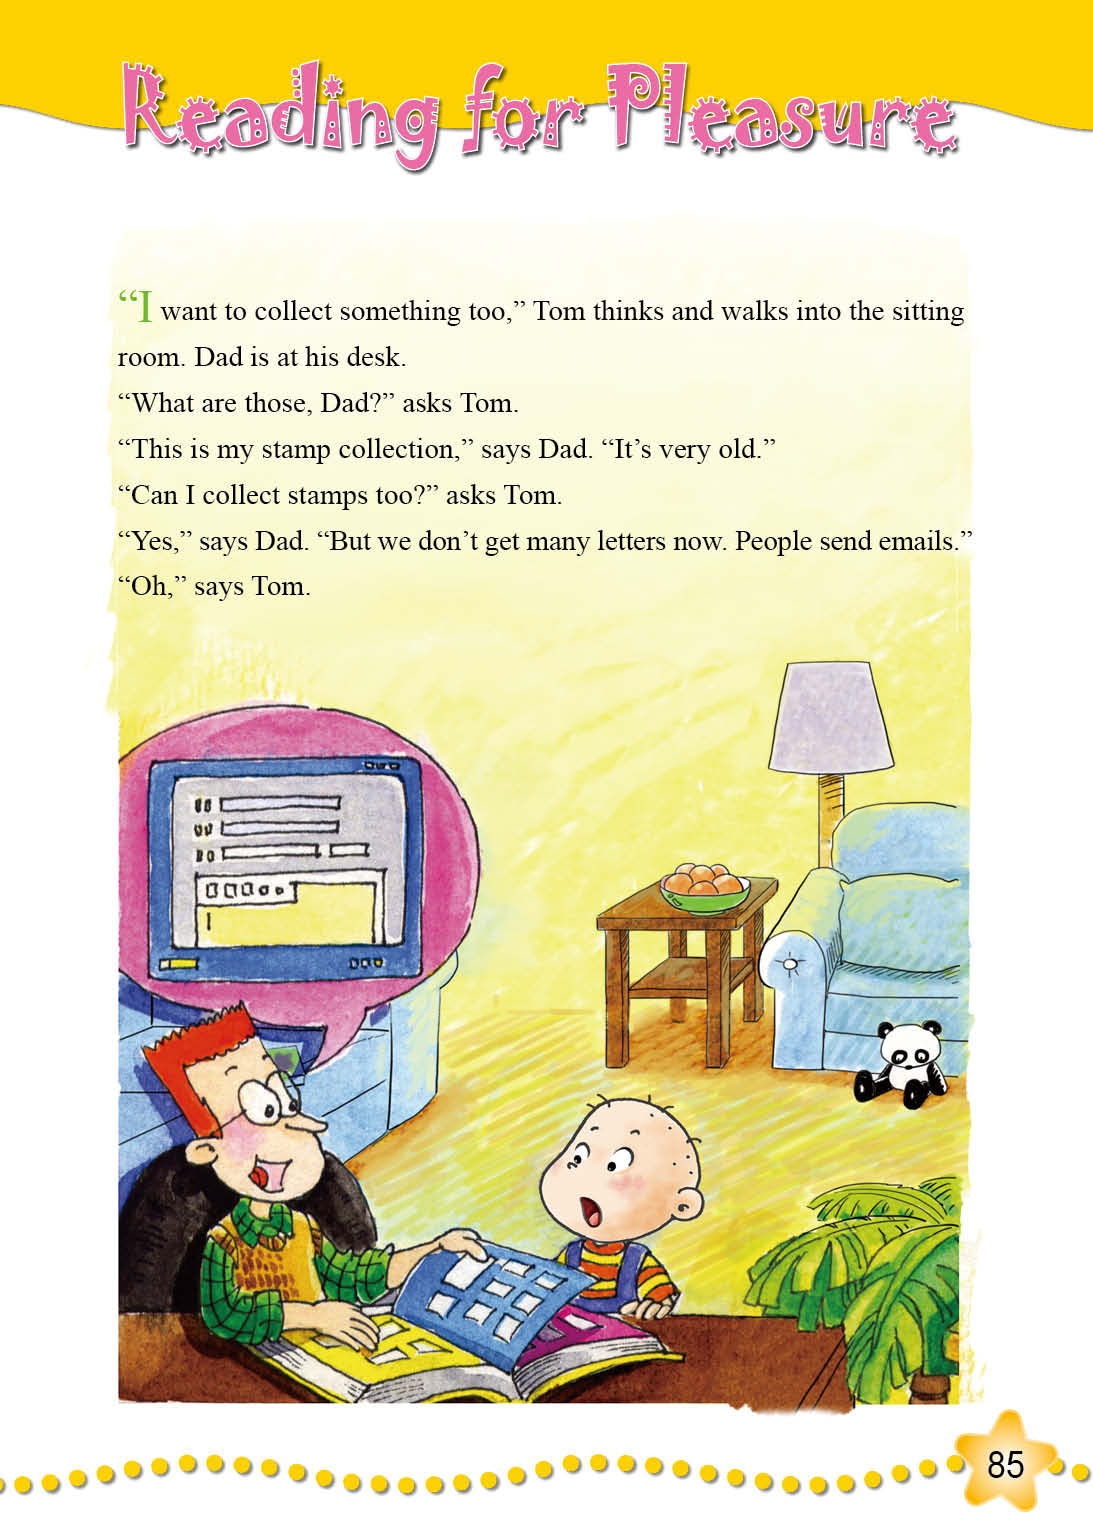 Reading for Pleasure
“I want to collect something too,” Tom thinks and walks into the sitting
room. Dad is at his desk.
“What are those, Dad?” asks Tom.
“This is my stamp collection,” says Dad. “It’s very old.”
“Can I collect stamps too?” asks Tom.
“Yes,” says Dad. “But we don’t get many letters now. People send emails.”
“Oh,” says Tom.
85